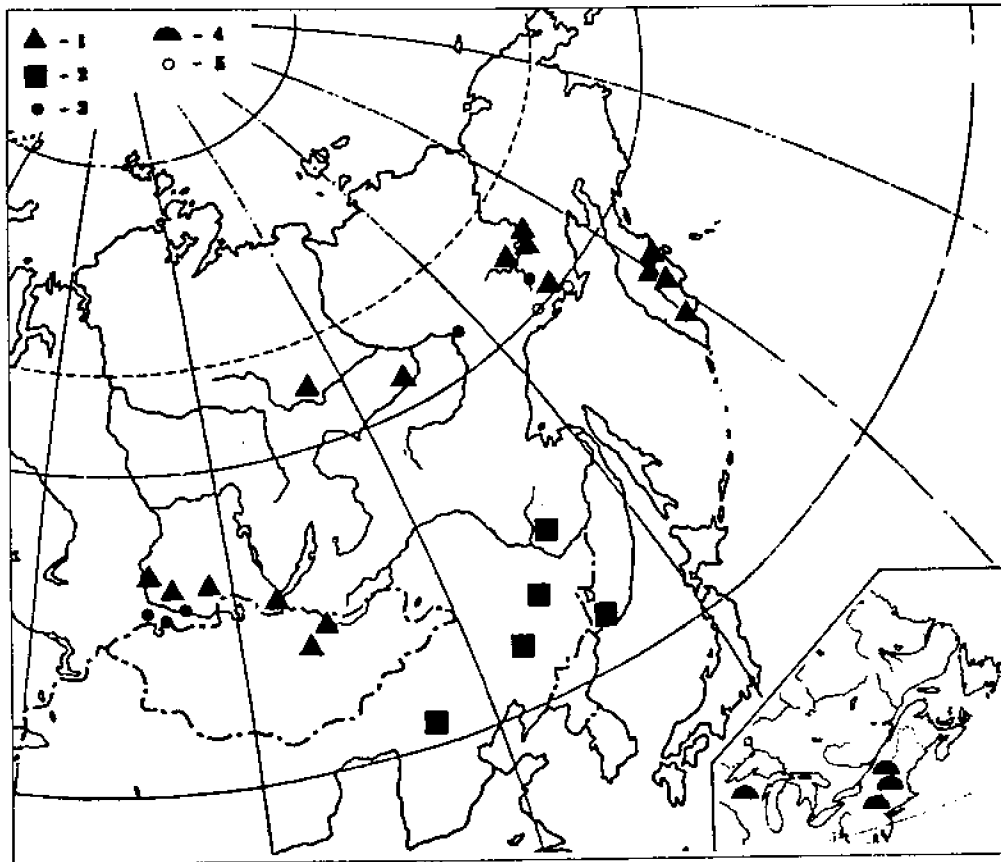 ▲ - 1
■ - 2
● - 3
◗ - 4
○ - 5